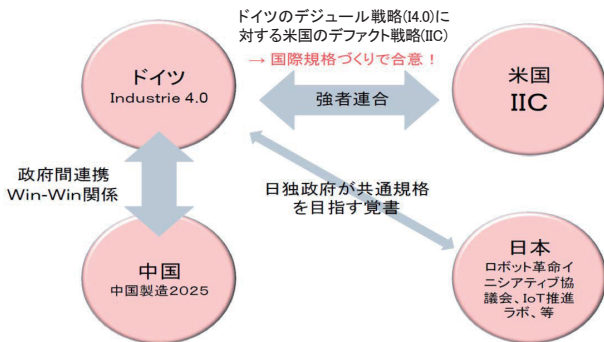 ドイツのデジュール戦略(I4.0)に
対する米国のデファクト戦略(IIC)
→ 国際規格づくりで合意！
ドイツ
Industrie 4.0
強者連合
米国
IIC
政府間連携
Win-Win関係
日独政府が共通規格
を目指す覚書
中国
中国製造2025
日本
ロボット革命イ
ニシアティブ協
議会、IoT推進
ラボ、等